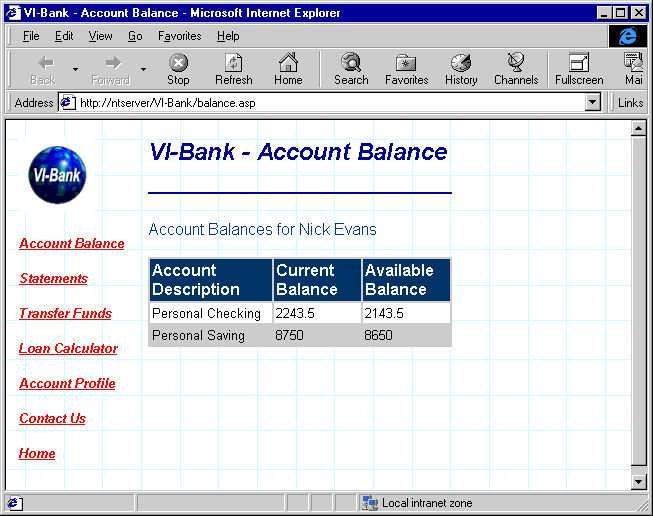 VI-Bank - Account Balance - Microsoft Internet Explorer
File Edit View Go Favorites Help
Back Forward Stop Refresh Home Search Favorites History Channels Fullscreen Mai
Address http://ntserver/VI-Bank/balance.asp Links
VI-Bank
VI-Bank - Account Balance
Account Balances for Nick Evans
Account Description Current Balance Available Balance
Personal Checking 2243.5 2143.5
Personal Saving 8750 8650
Account Balance
Statements
Transfer Funds
Loan Calculator
Account Profile
Contact Us
Home
Local intranet zone